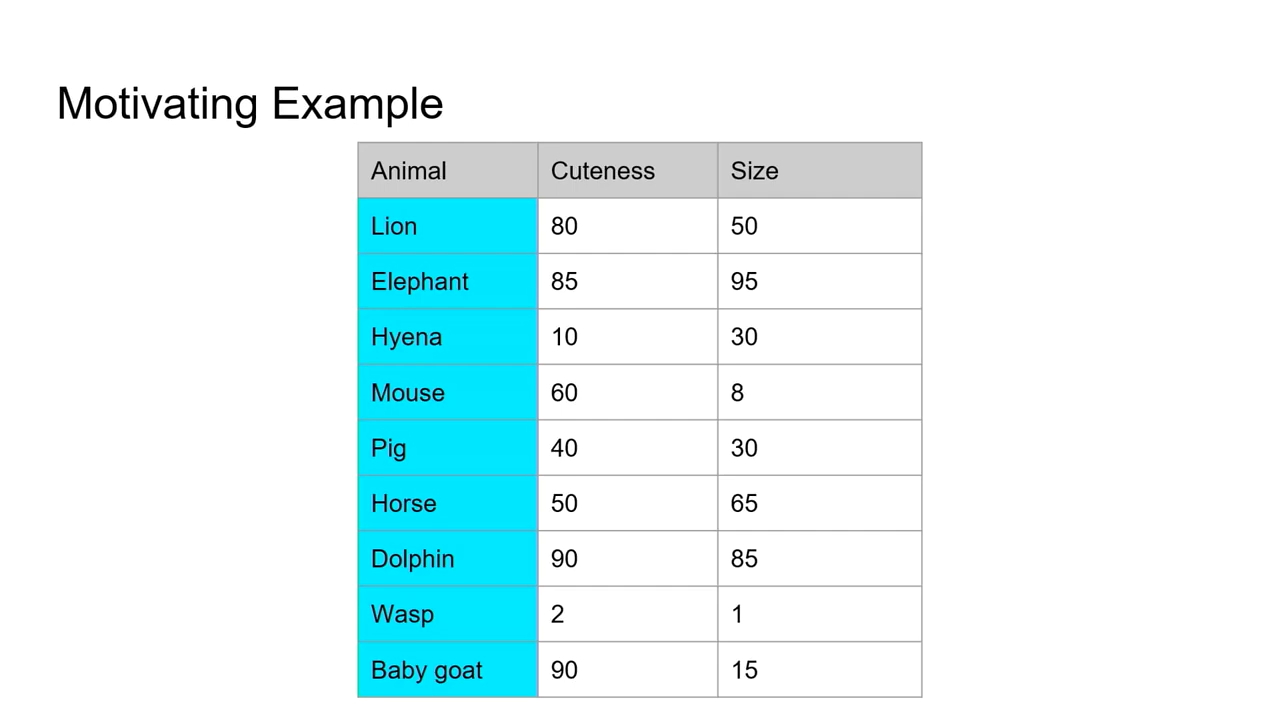 Motivating Example
Animal Cuteness Size
Lion 80 50
Elephant 85 95
Hyena 10 30
Mouse 60 8
Pig 40 30
Horse 50 65
Dolphin 90 85
Wasp 2 1
Baby goat 90 15